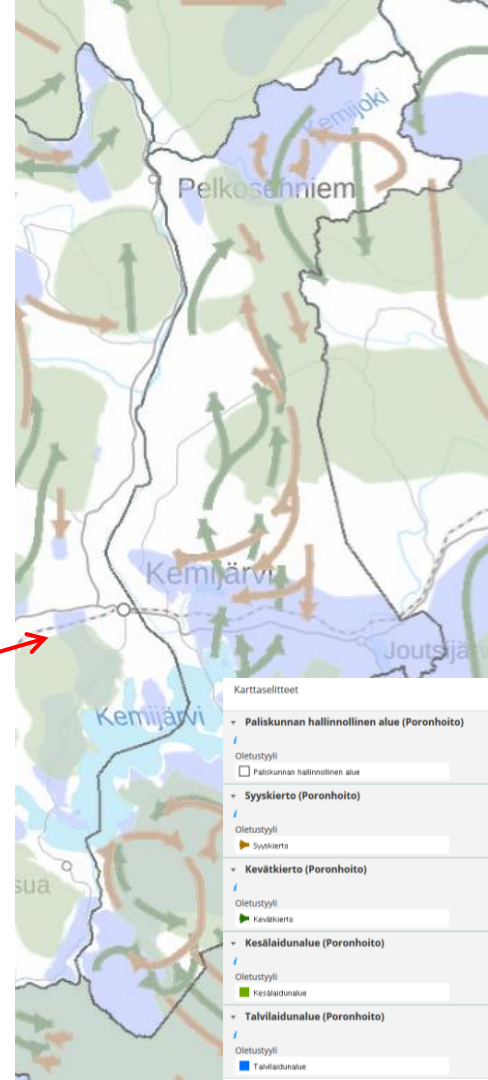 Kemijoki
Pelkosenniem
Kemijärvi
Joutsijä
Kemijärvi
sua
Karttaselitteet
Paliskunnan hallinnollinen alue (Poronhoito)
i
Oletustyyli
Paliskunnan hallinnollinen alue
Syyskierto (Poronhoito)
i
Oletustyyli
Syyskierto
Kevätkierto (Poronhoito)
i
Oletustyyli
Kevätkierto
Kesälaidunalue (Poronhoito)
i
Oletustyyli
Kesälaidunalue
Talvilaidunalue (Poronhoito)
i
Oletustyyli
Talvilaidunalue